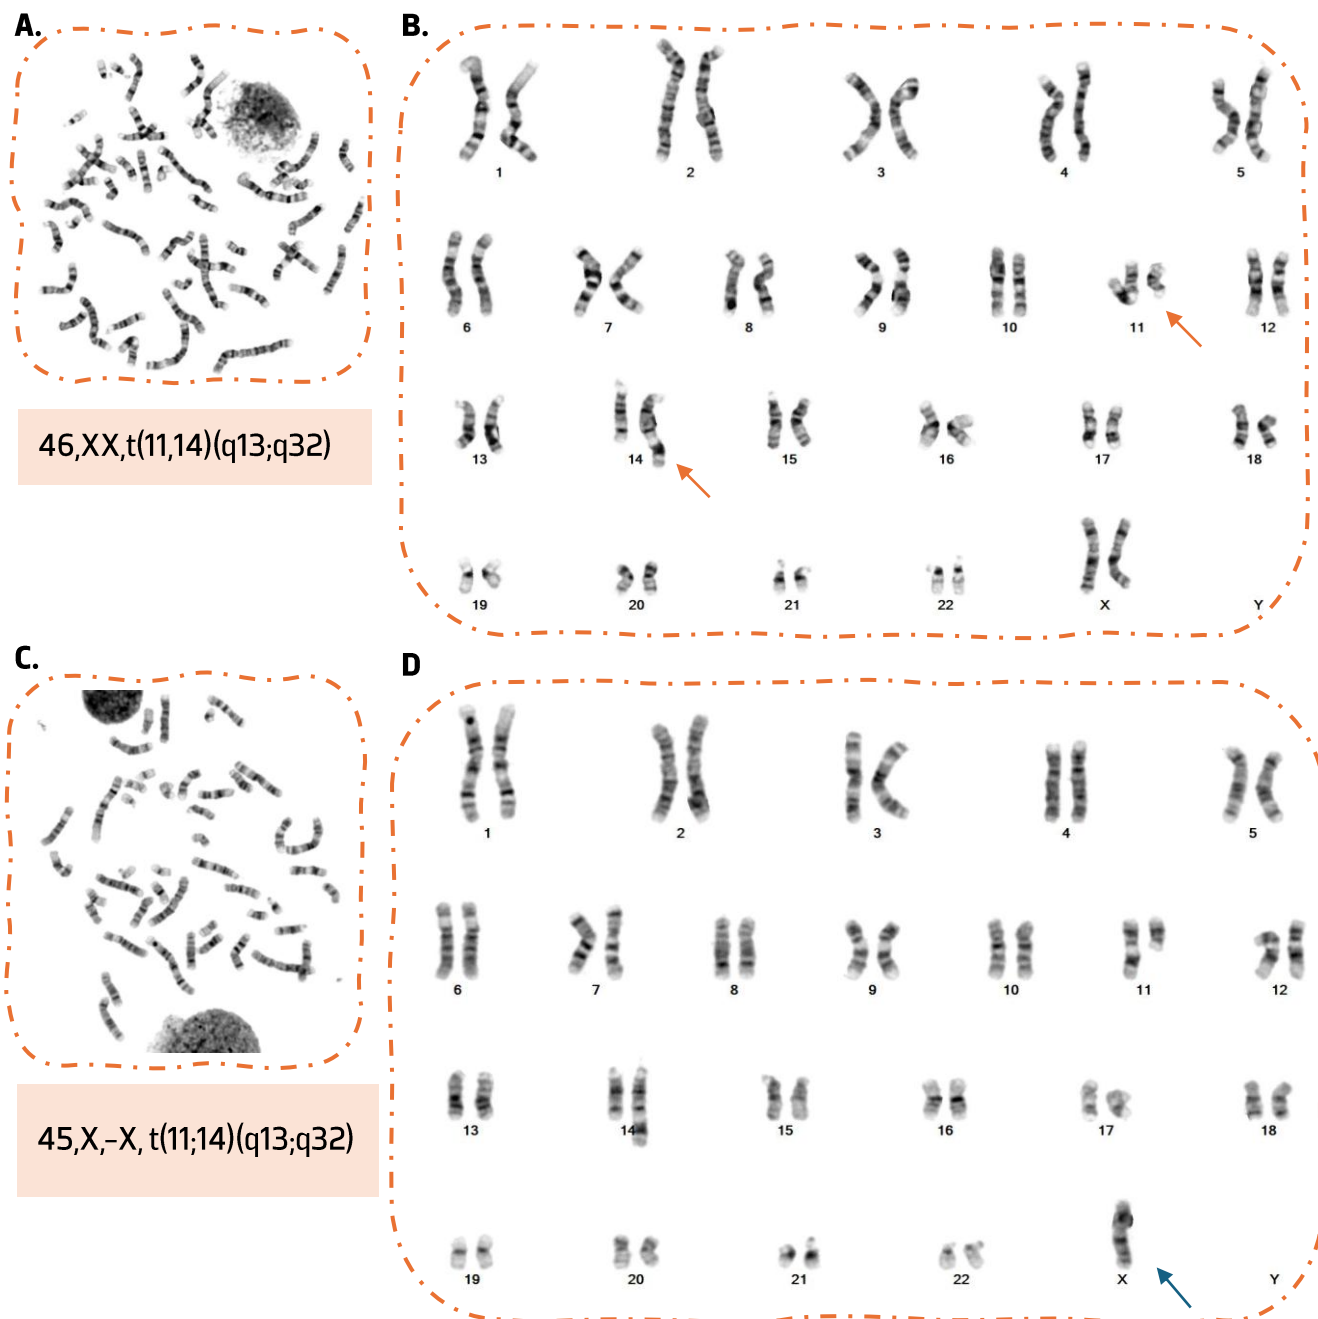 A.
B.
1 2 3 4 5
6 7 8 9 10 11 12
46,XX,t(11,14)(q13;q32)
13 14 15 16 17 18
19 20 21 22 X Y
C.
D
1 2 3 4 5
6 7 8 9 10 11 12
45,X,–X, t(11;14)(q13;q32)
13 14 15 16 17 18
19 20 21 22 X Y